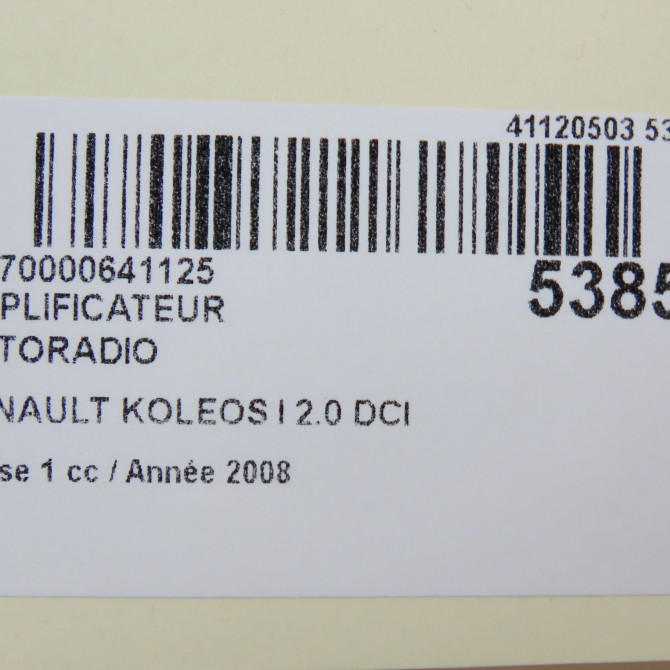 41120503 53
70000641125
5385
PLIFICATEUR
TORADIO
NAULT KOLEOS I 2.0 DCI
se 1 cc / Année 2008